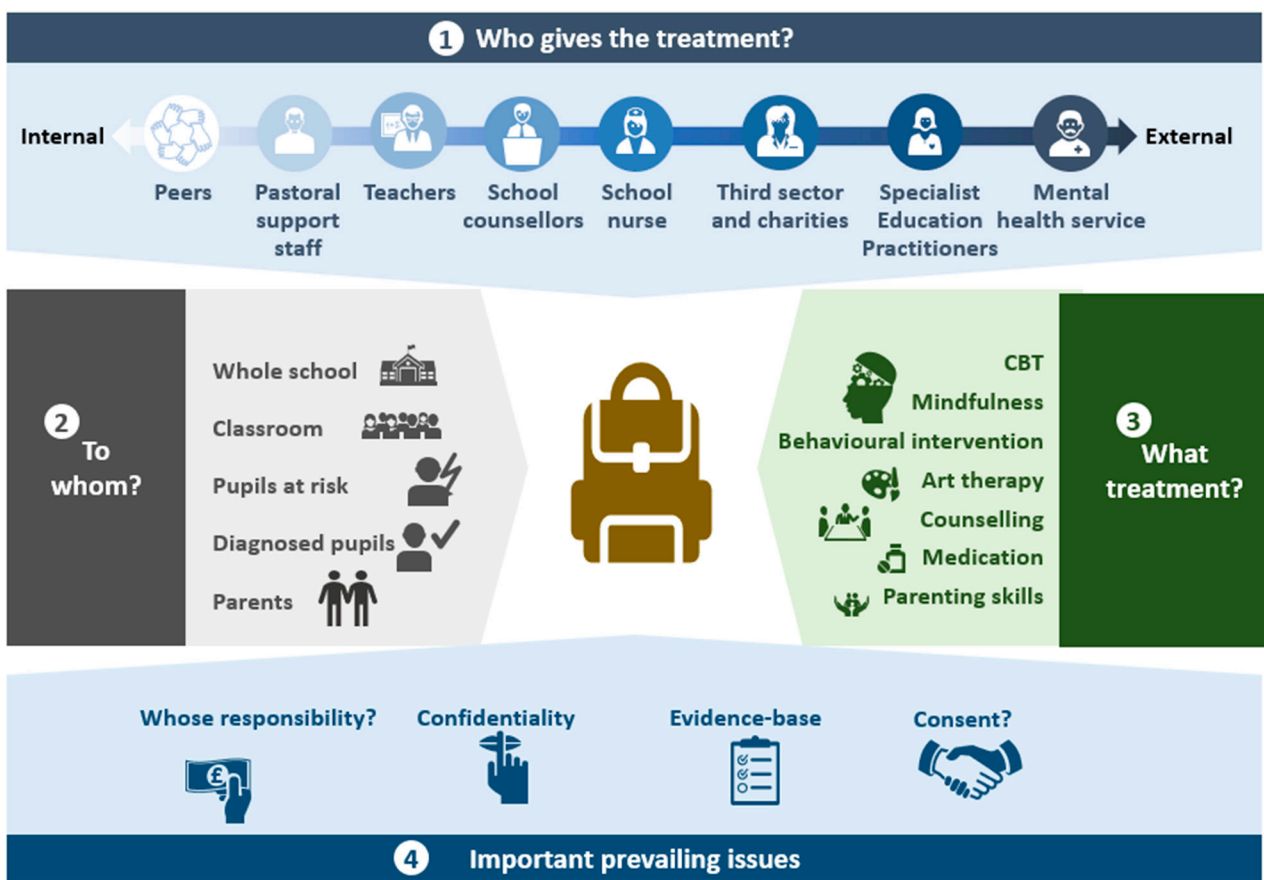 1 Who gives the treatment?
Internal
External
Peers
Pastoral
support
staff
Teachers
School
counsellors
School
nurse
Third sector
and charities
Specialist
Education
Practitioners
Mental
health service
2
To
whom?
Whole school
Classroom
Pupils at risk
Diagnosed pupils
Parents
CBT
Mindfulness
Behavioural intervention
Art therapy
Counselling
Medication
Parenting skills
3
What
treatment?
Whose responsibility?
£
Confidentiality
Evidence-base
Consent?
4 Important prevailing issues